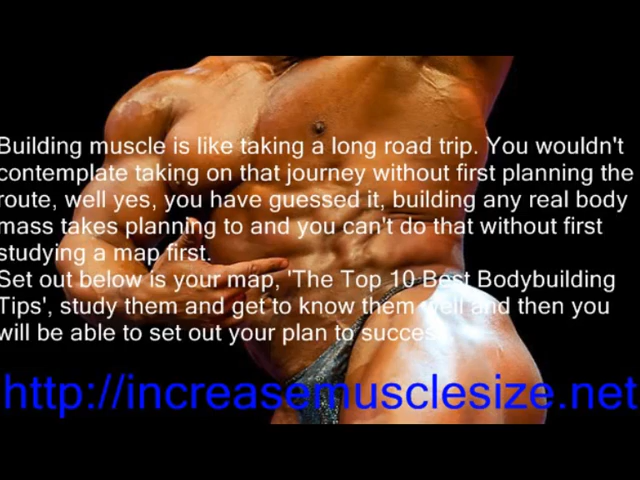 Building muscle is like taking a long road trip. You wouldn't
contemplate taking on that journey without first planning the
route, well yes, you have guessed it, building any real body
mass takes planning to and you can't do that without first
studying a map first.
Set out below is your map, 'The Top 10 Best Bodybuilding
Tips', study them and get to know them well and then you
will be able to set out your plan to success.
http://increasemusclesize.net